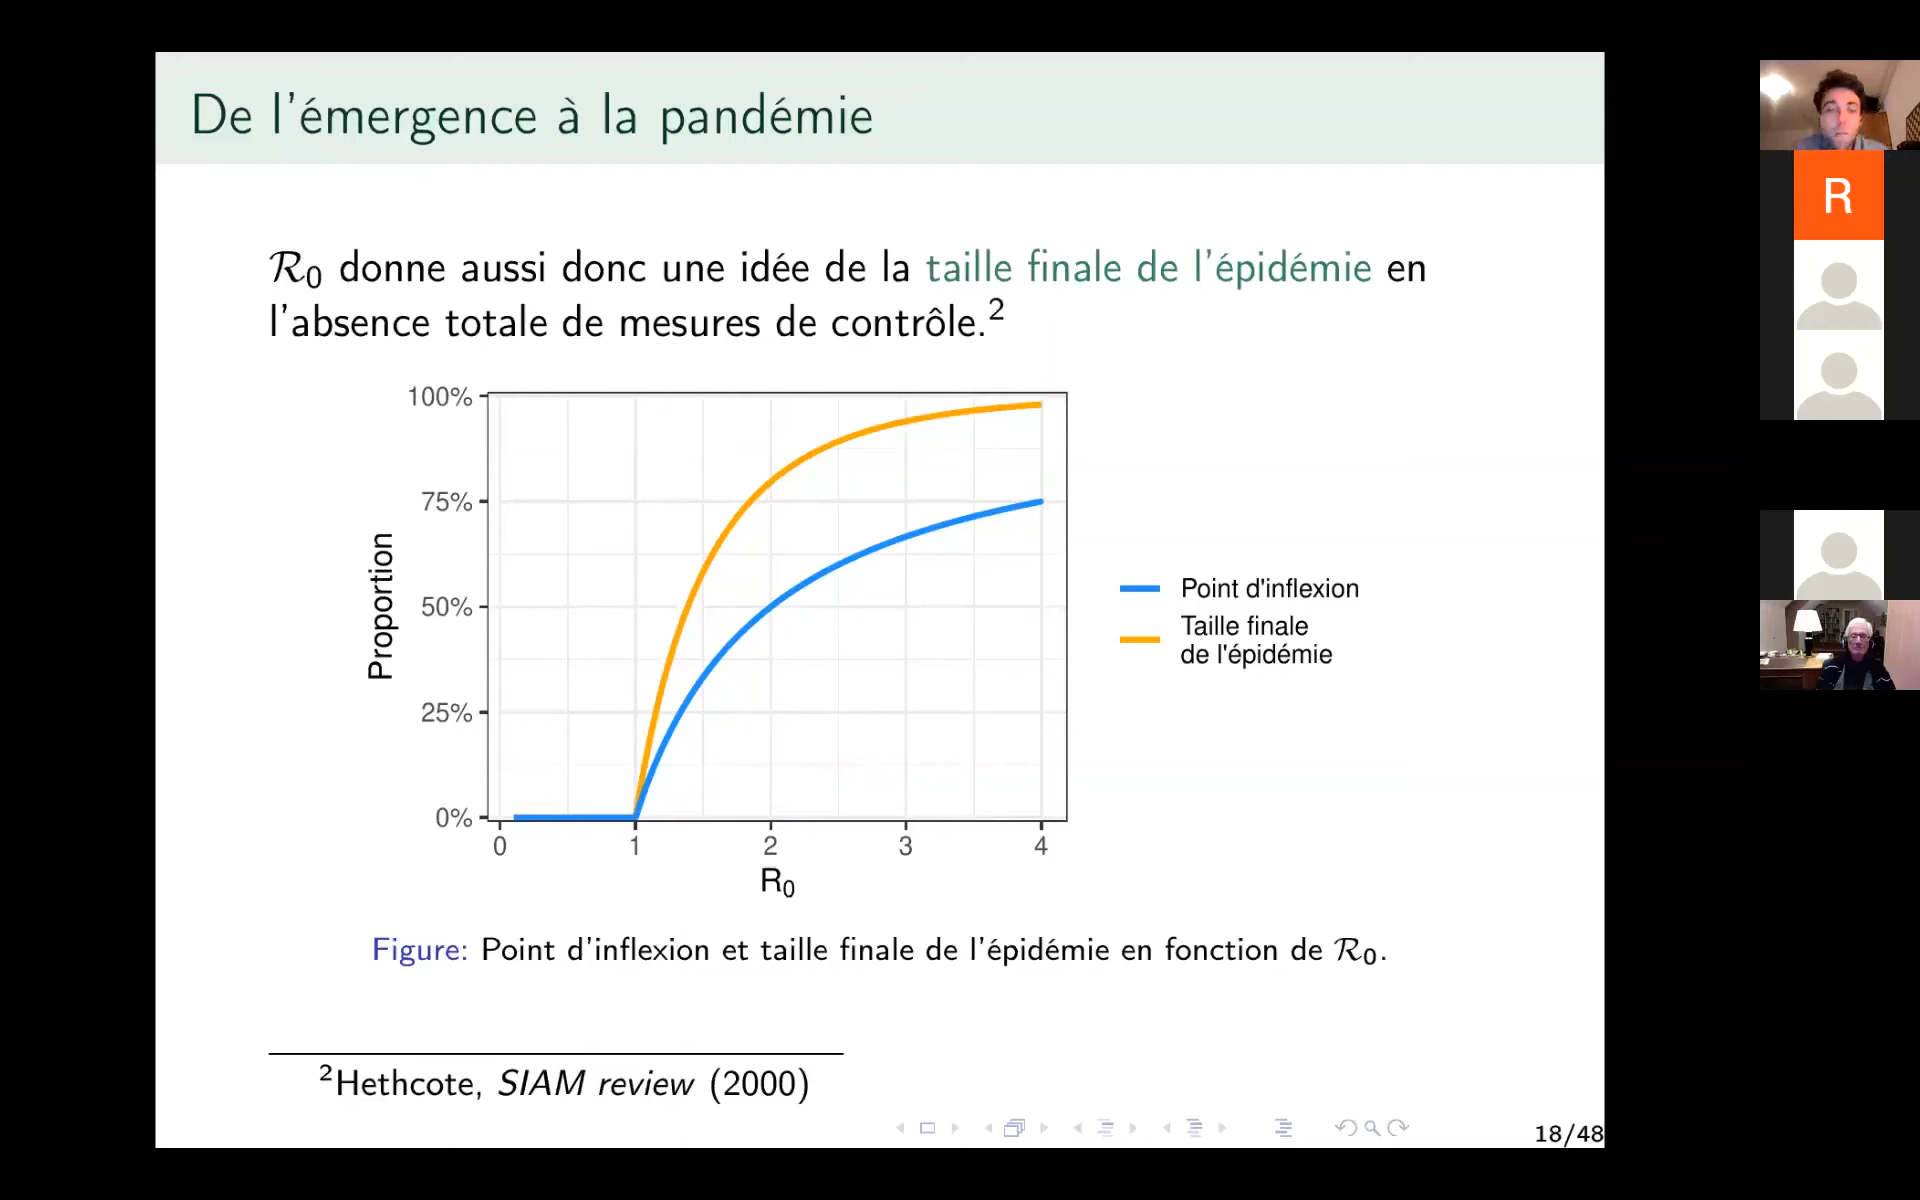 De l'émergence à la pandémie
R
ℛ₀ donne aussi donc une idée de la taille finale de l'épidémie en
l'absence totale de mesures de contrôle.²
100%
75%
50%
25%
0%
Proportion
0 1 2 3 4
R₀
Point d'inflexion
Taille finale
de l'épidémie
Figure: Point d'inflexion et taille finale de l'épidémie en fonction de ℛ₀.
²Hethcote, SIAM review (2000)
18/48